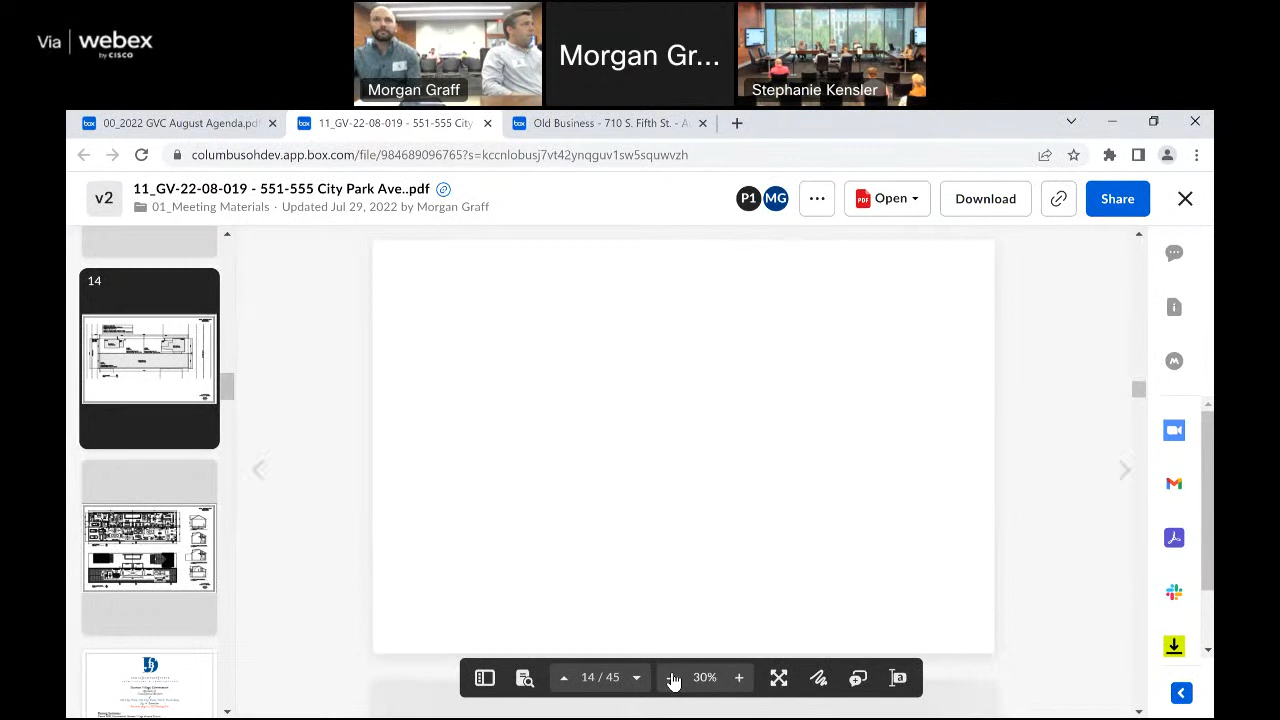 Via webex
by CISCO
Morgan Graff
Morgan Gr...
Stephanie Kensler
00_2022 GVC August Agenda.pdf
11_GV-22-08-019 - 551-555 City
Old Business - 710 S. Fifth St. - A
columbusohdev.app.box.com/file/984689096765?s=kccnlobusj7vt42ynqguv1sw5squwvzh
v2
11_GV-22-08-019 - 551-555 City Park Ave..pdf
01_Meeting Materials · Updated Jul 29, 2022 by Morgan Graff
P1 MG
Open
Download
Share
14
14 / 45
30%